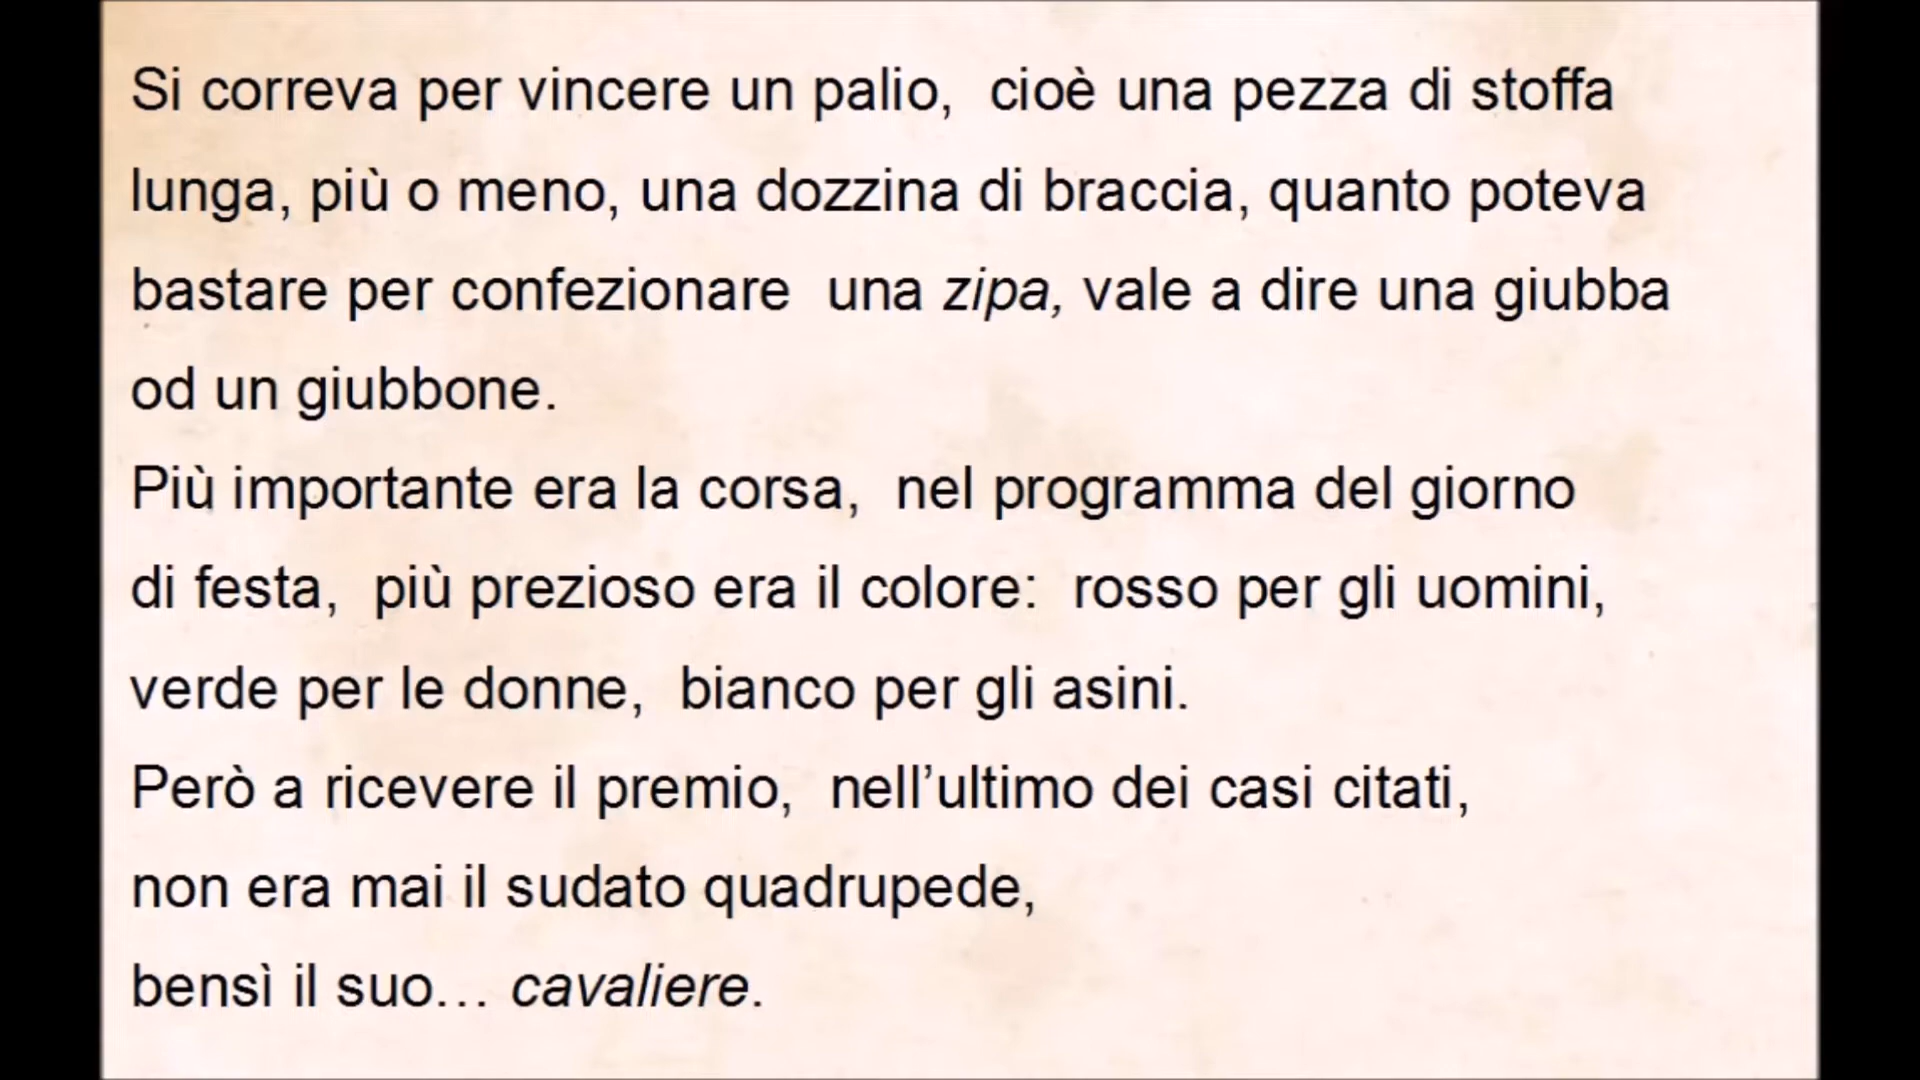 Si correva per vincere un palio, cioè una pezza di stoffa
lunga, più o meno, una dozzina di braccia, quanto poteva
bastare per confezionare una zipa, vale a dire una giubba
od un giubbone.
Più importante era la corsa, nel programma del giorno
di festa, più prezioso era il colore: rosso per gli uomini,
verde per le donne, bianco per gli asini.
Però a ricevere il premio, nell’ultimo dei casi citati,
non era mai il sudato quadrupede,
bensì il suo… cavaliere.